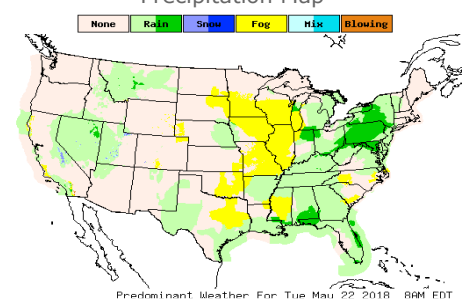 Precipitation Map
None Rain Snow Fog Mix Blowing
Predominant Weather For Tue May 22 2018 8AM EDT